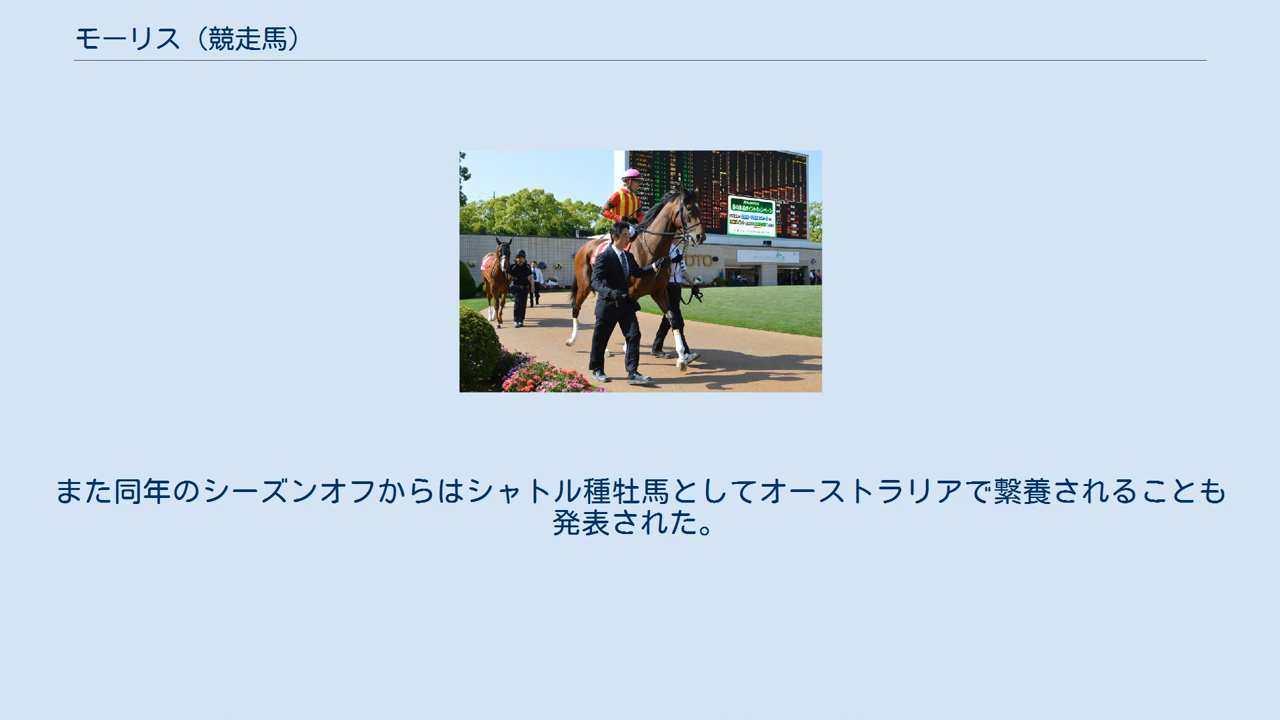 モーリス（競走馬）
OTO
また同年のシーズンオフからはシャトル種牡馬としてオーストラリアで繋養されることも
発表された。